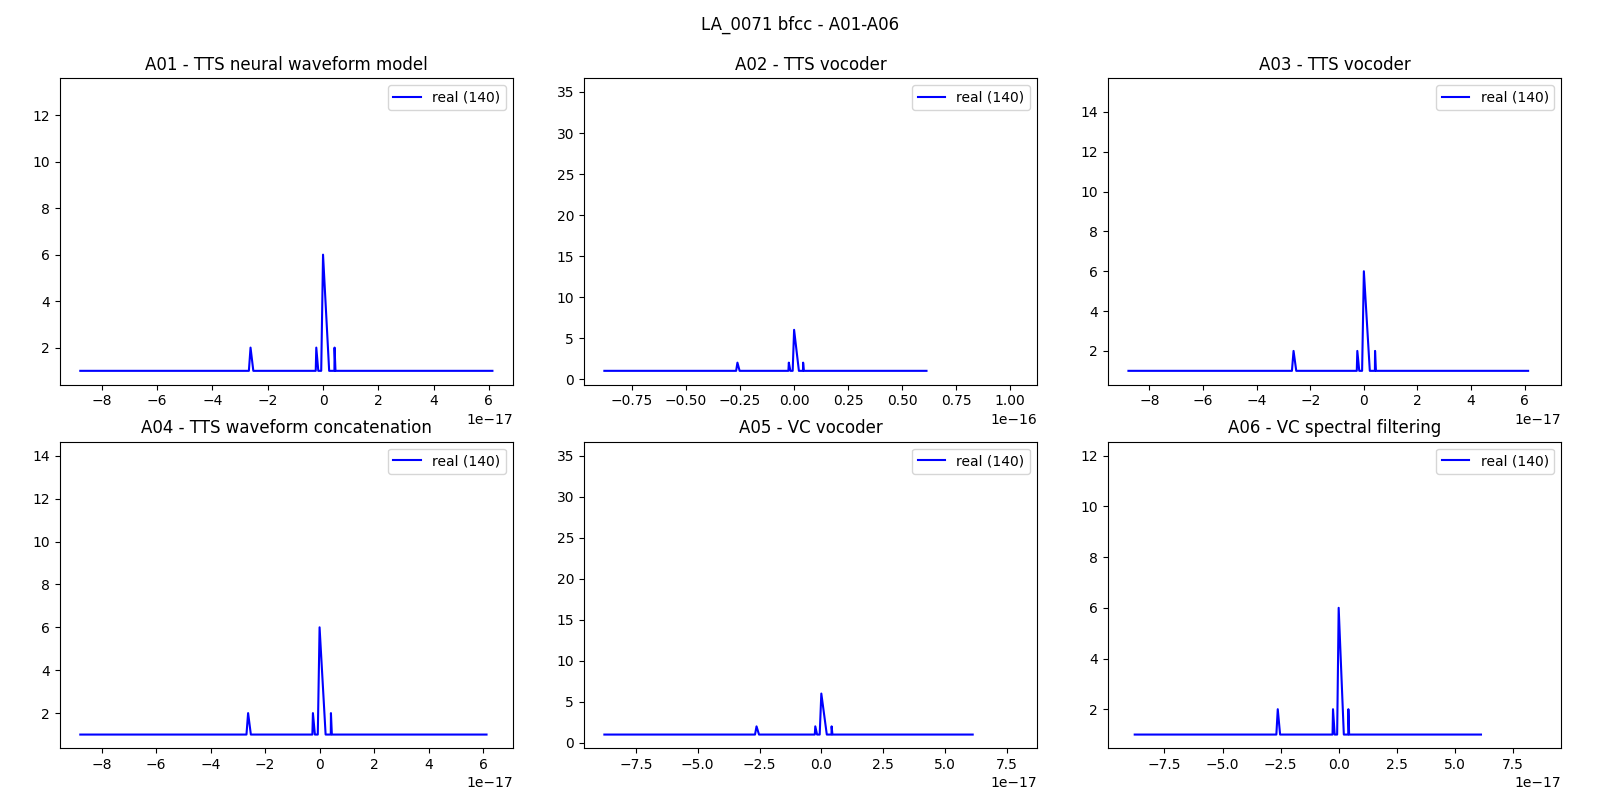 LA_0071 bfcc - A01-A06
A01 - TTS neural waveform model
real (140)
12
10
8
6
4
2
−8 −6 −4 −2 0 2 4 6
1e−17
A02 - TTS vocoder
real (140)
35
30
25
20
15
10
5
0
−0.75 −0.50 −0.25 0.00 0.25 0.50 0.75 1.00
1e−16
A03 - TTS vocoder
real (140)
14
12
10
8
6
4
2
−8 −6 −4 −2 0 2 4 6
1e−17
A04 - TTS waveform concatenation
real (140)
14
12
10
8
6
4
2
−8 −6 −4 −2 0 2 4 6
1e−17
A05 - VC vocoder
real (140)
35
30
25
20
15
10
5
0
−7.5 −5.0 −2.5 0.0 2.5 5.0 7.5
1e−17
A06 - VC spectral filtering
real (140)
12
10
8
6
4
2
−7.5 −5.0 −2.5 0.0 2.5 5.0 7.5
1e−17